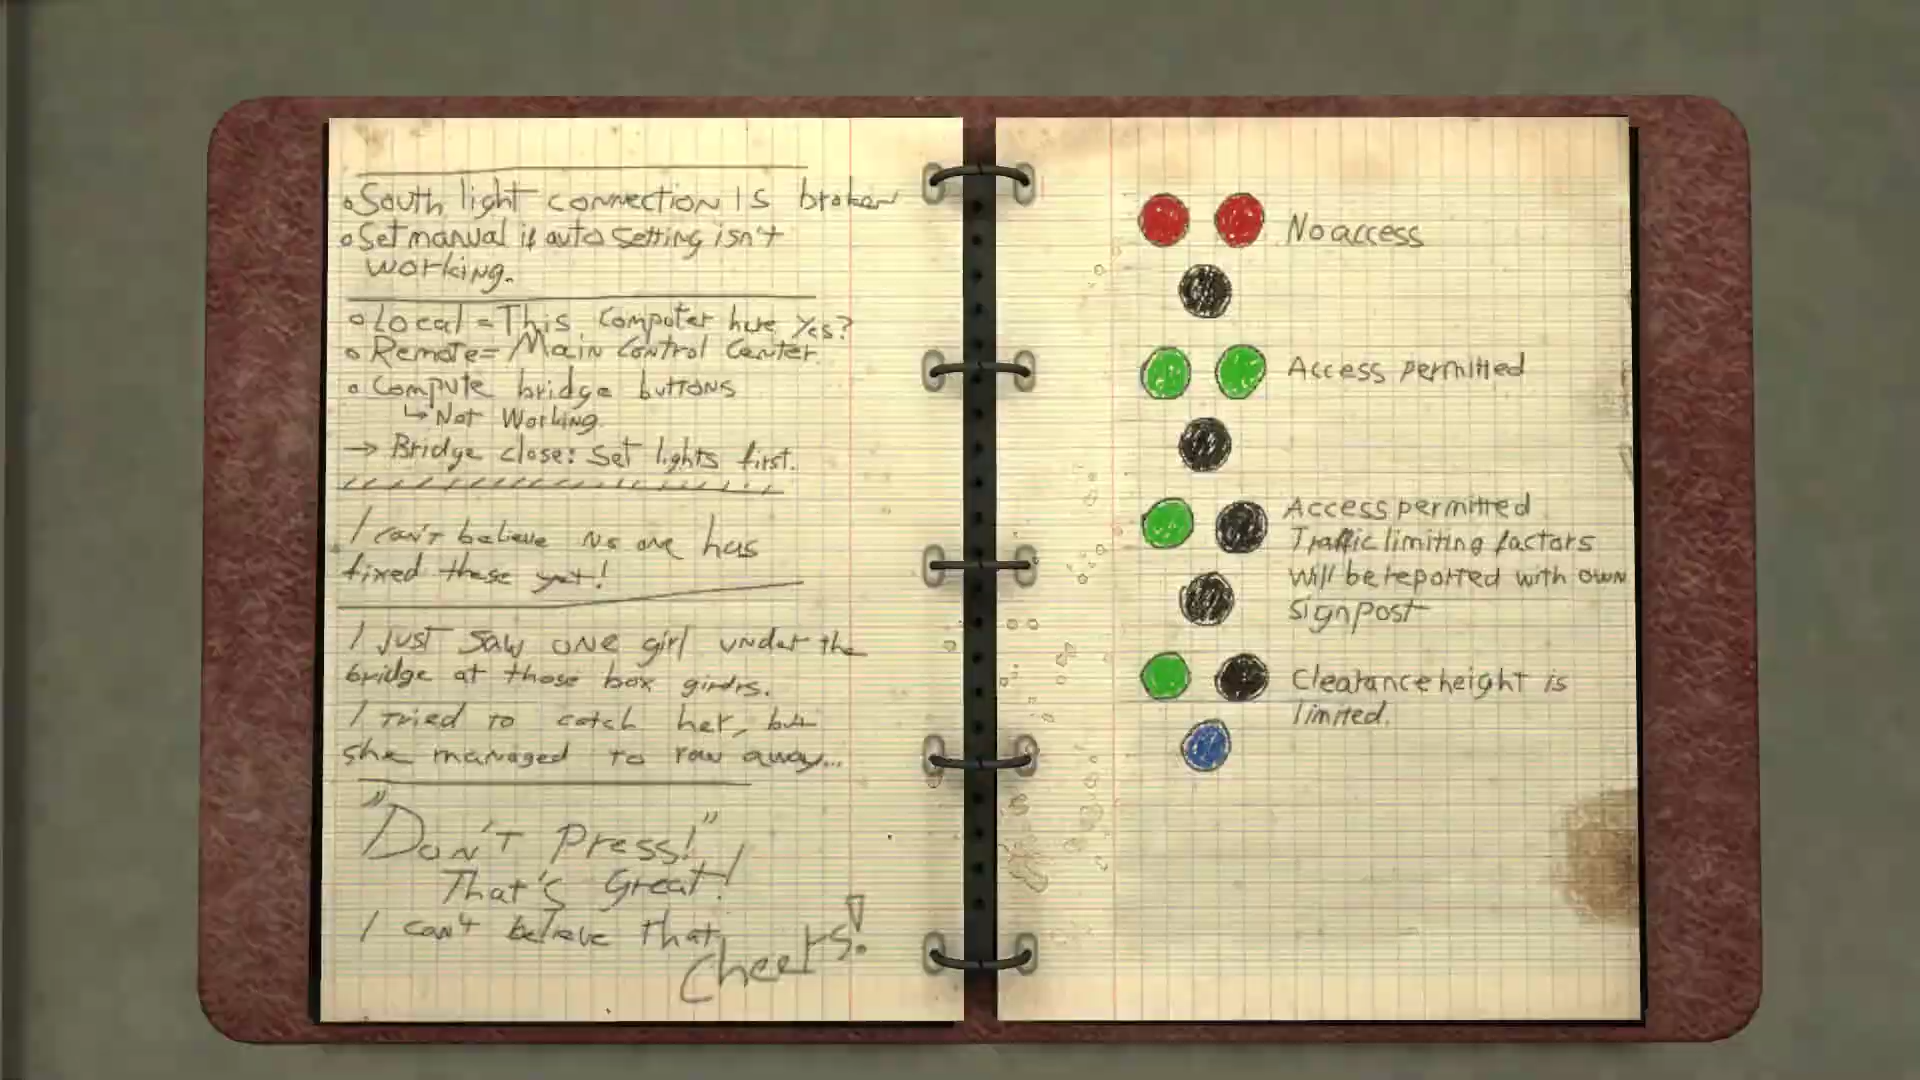 South light connection is broken
Set manual if auto setting isn't
working.
Local = This computer here yes?
Remote = Main control center
Compute bridge buttons
Not working.
→ Bridge close: Set lights first.
I can't believe no one has
fixed these yet!
I just saw one girl under the
bridge at those box girdrs.
I tried to catch her, but
she managed to row away...
"Don't press!"
That's Great!
I can't believe that
cheers!
No access
Access permitted
Access permitted
Traffic limiting factors
will be reported with own
signpost
Clearance height is
limited.